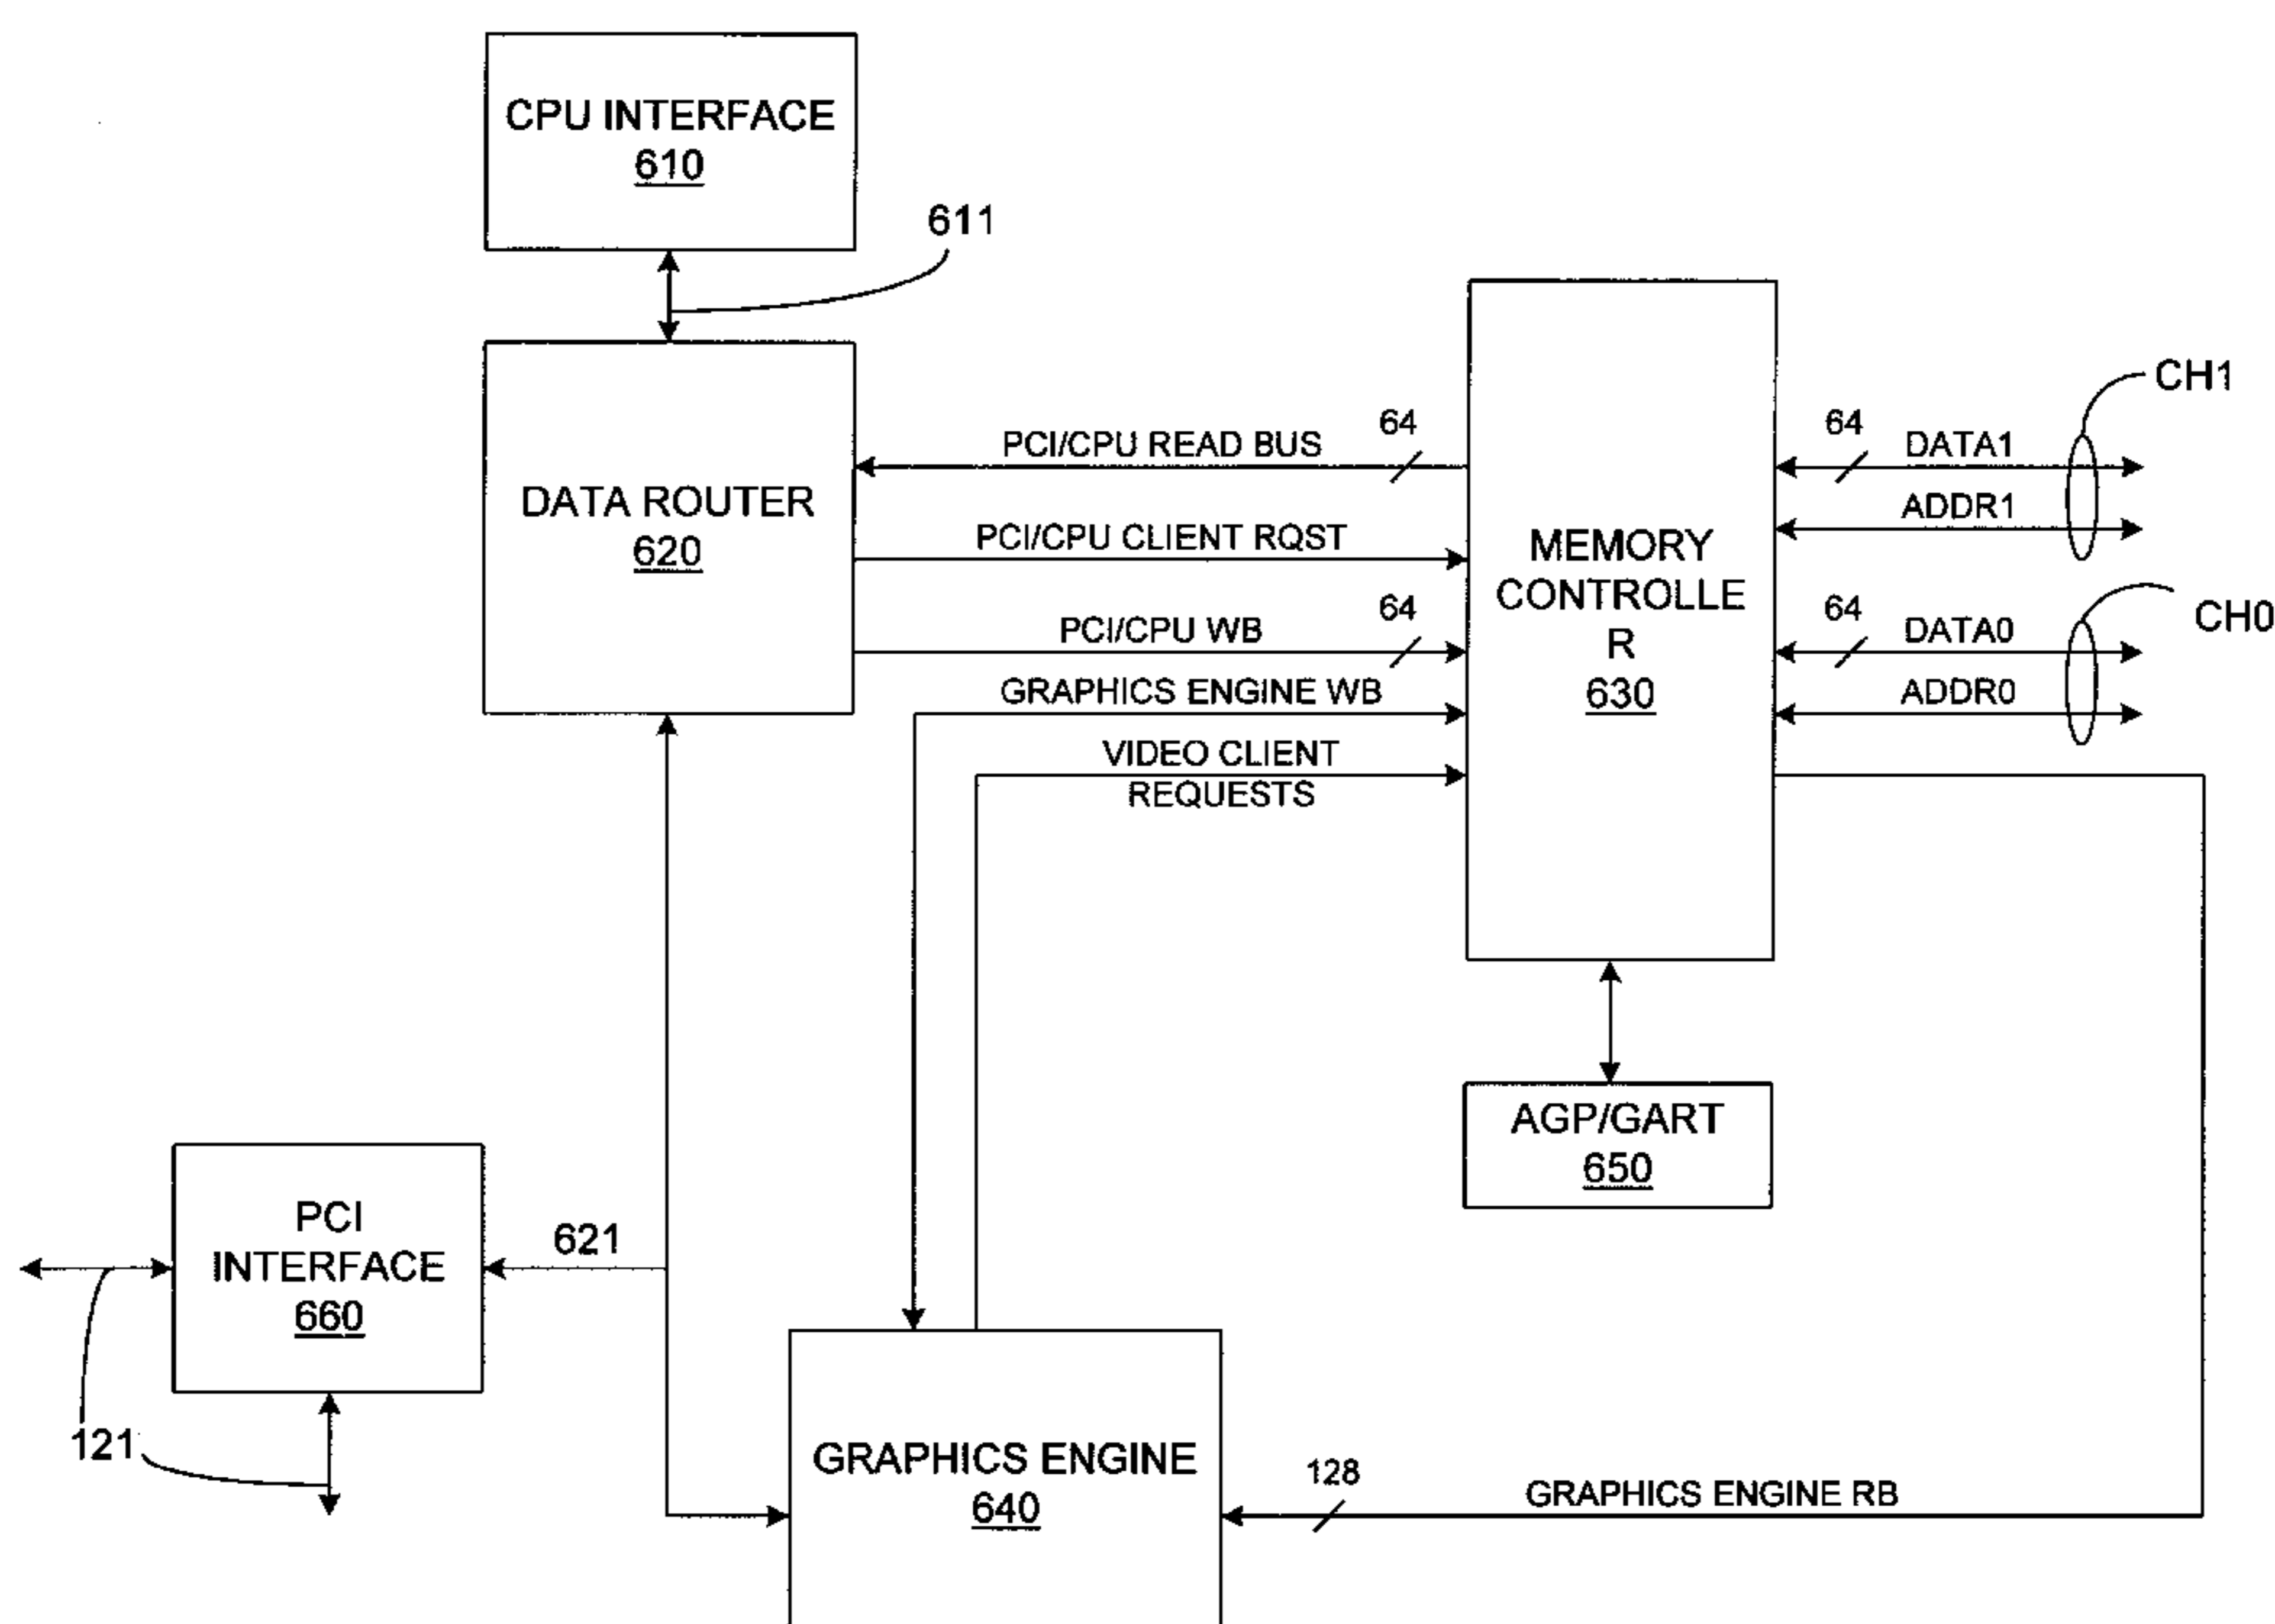 CPU INTERFACE
610
611
DATA ROUTER
620
PCI/CPU READ BUS
64
PCI/CPU CLIENT RQST
PCI/CPU WB
64
GRAPHICS ENGINE WB
VIDEO CLIENT
REQUESTS
MEMORY
CONTROLLE
R
630
64
DATA1
ADDR1
CH1
64
DATA0
ADDR0
CH0
AGP/GART
650
PCI
INTERFACE
660
621
121
GRAPHICS ENGINE
640
128
GRAPHICS ENGINE RB